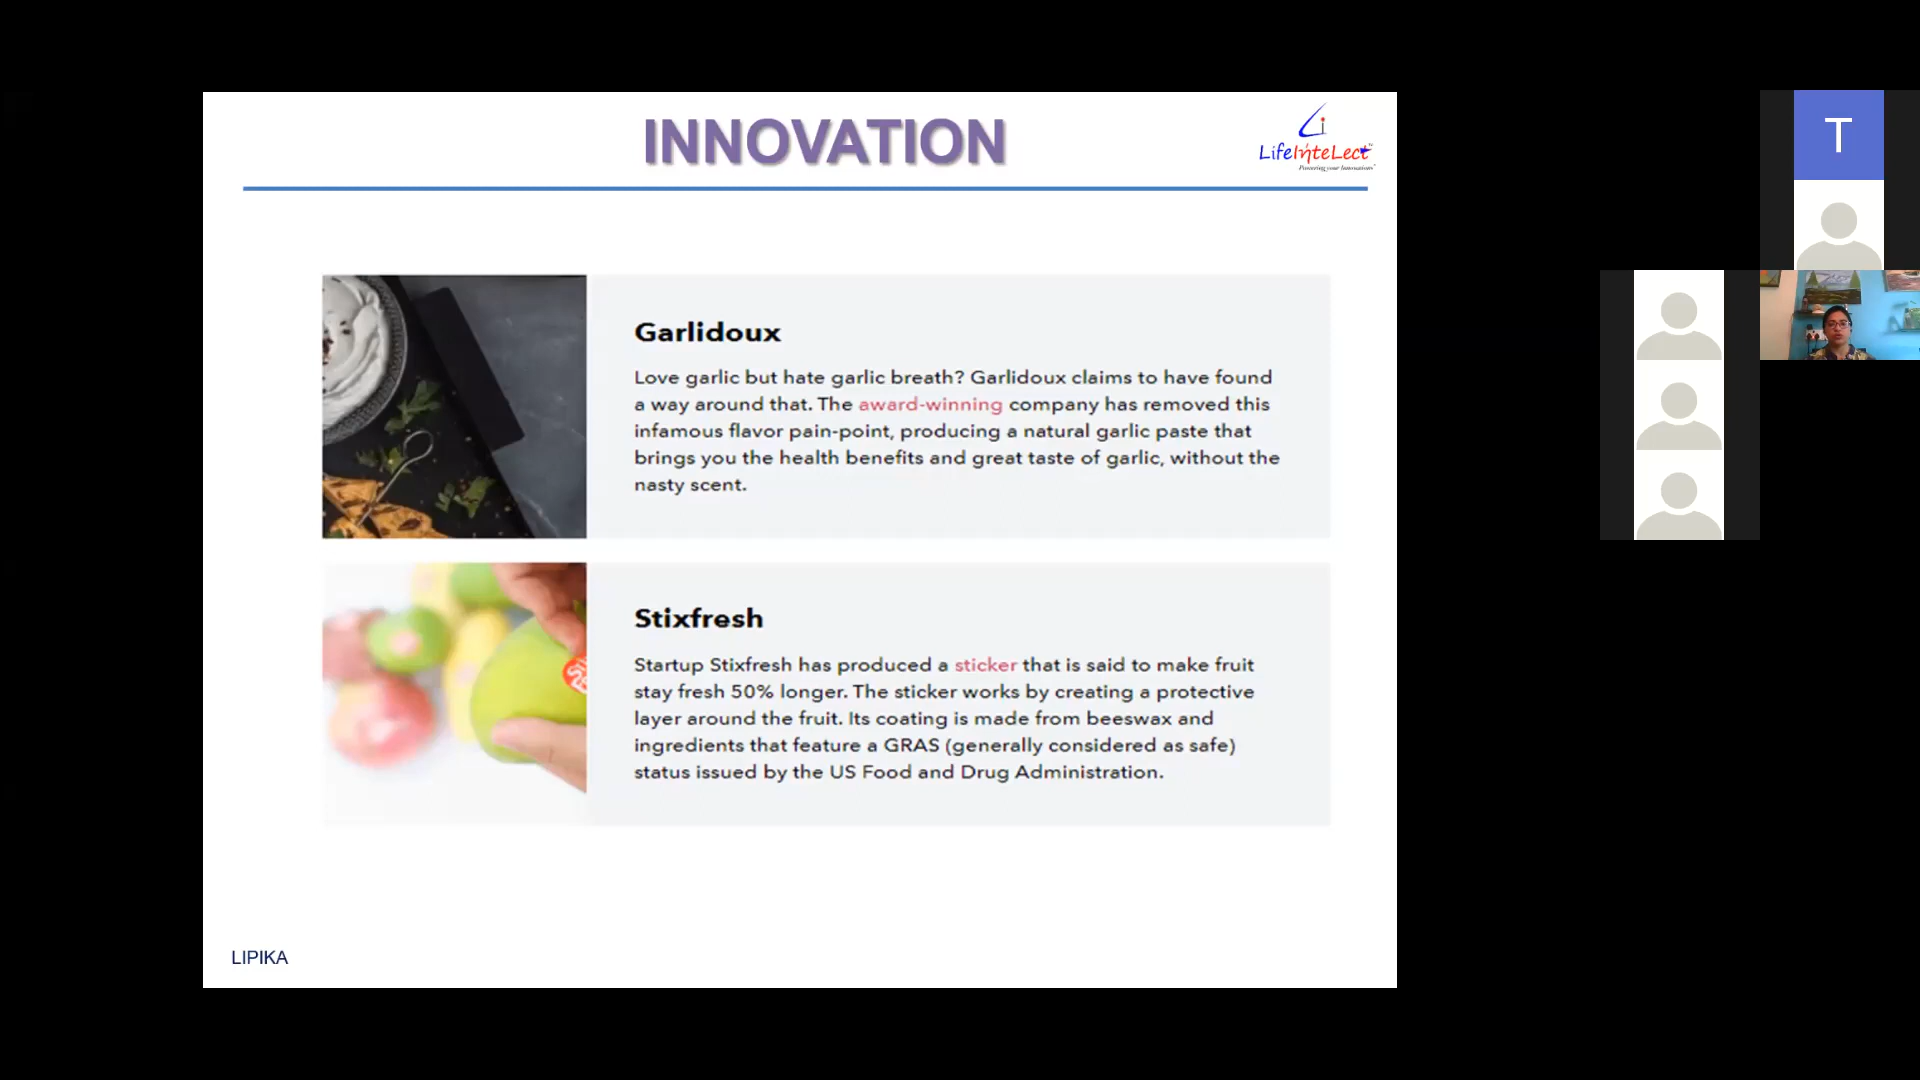 INNOVATION
LifeInteLect
Powering your Innovations
Garlidoux
Love garlic but hate garlic breath? Garlidoux claims to have found
a way around that. The award-winning company has removed this
infamous flavor pain-point, producing a natural garlic paste that
brings you the health benefits and great taste of garlic, without the
nasty scent.
Stixfresh
Startup Stixfresh has produced a sticker that is said to make fruit
stay fresh 50% longer. The sticker works by creating a protective
layer around the fruit. Its coating is made from beeswax and
ingredients that feature a GRAS (generally considered as safe)
status issued by the US Food and Drug Administration.
LIPIKA
T